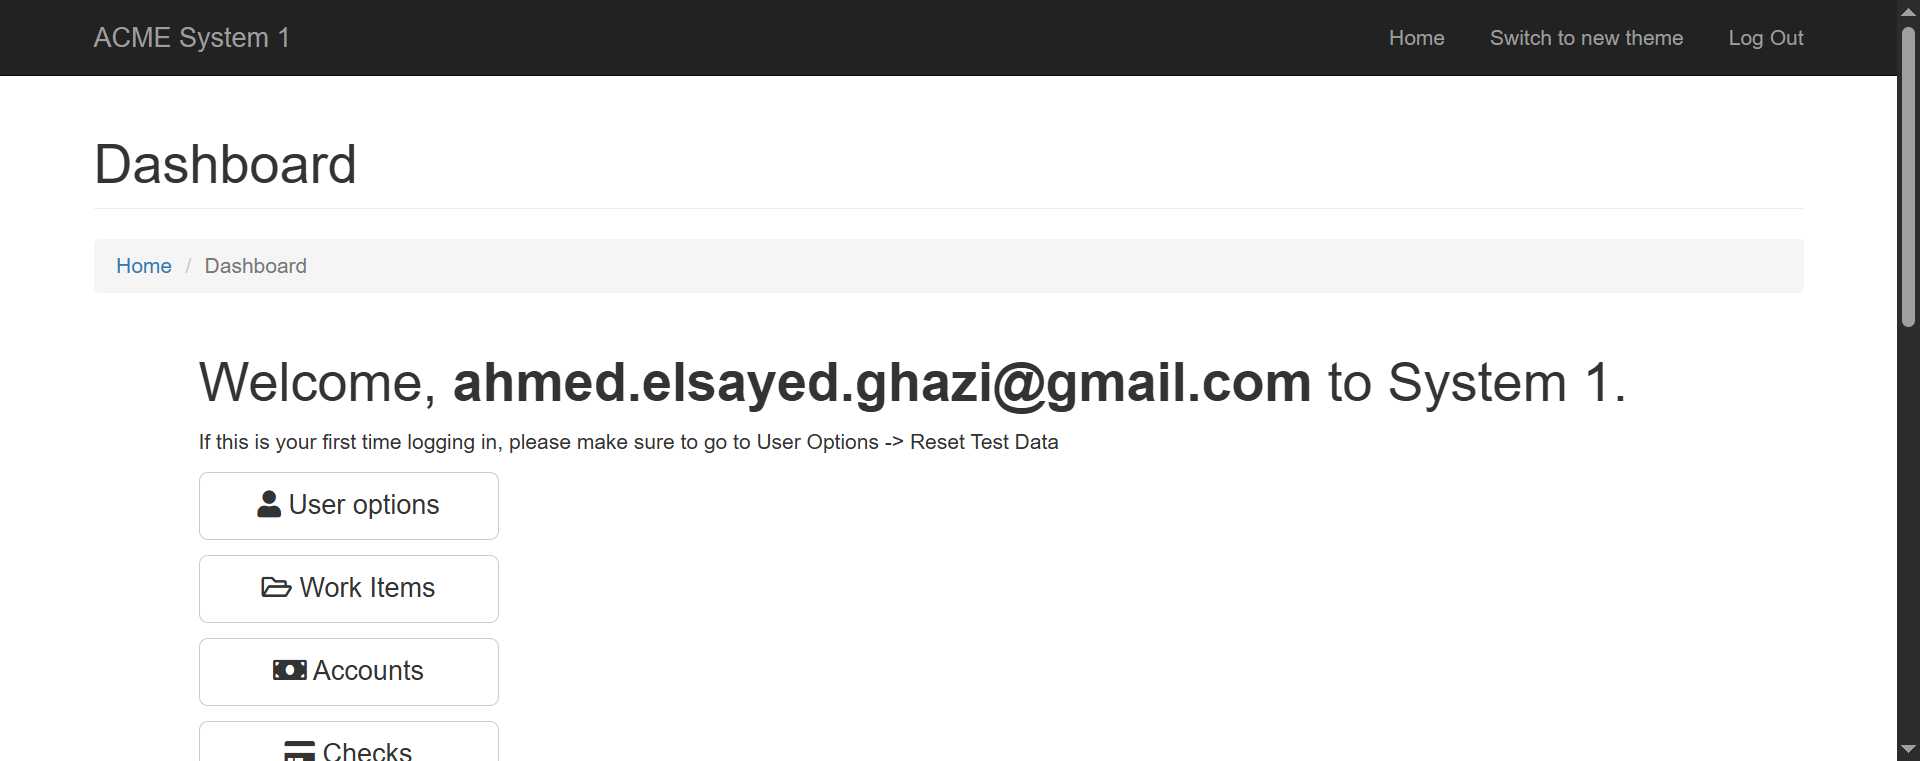 ACME System 1
Home
Switch to new theme
Log Out
Dashboard
Home / Dashboard
Welcome, ahmed.elsayed.ghazi@gmail.com to System 1.
If this is your first time logging in, please make sure to go to User Options -> Reset Test Data
User options
Work Items
Accounts
Checks